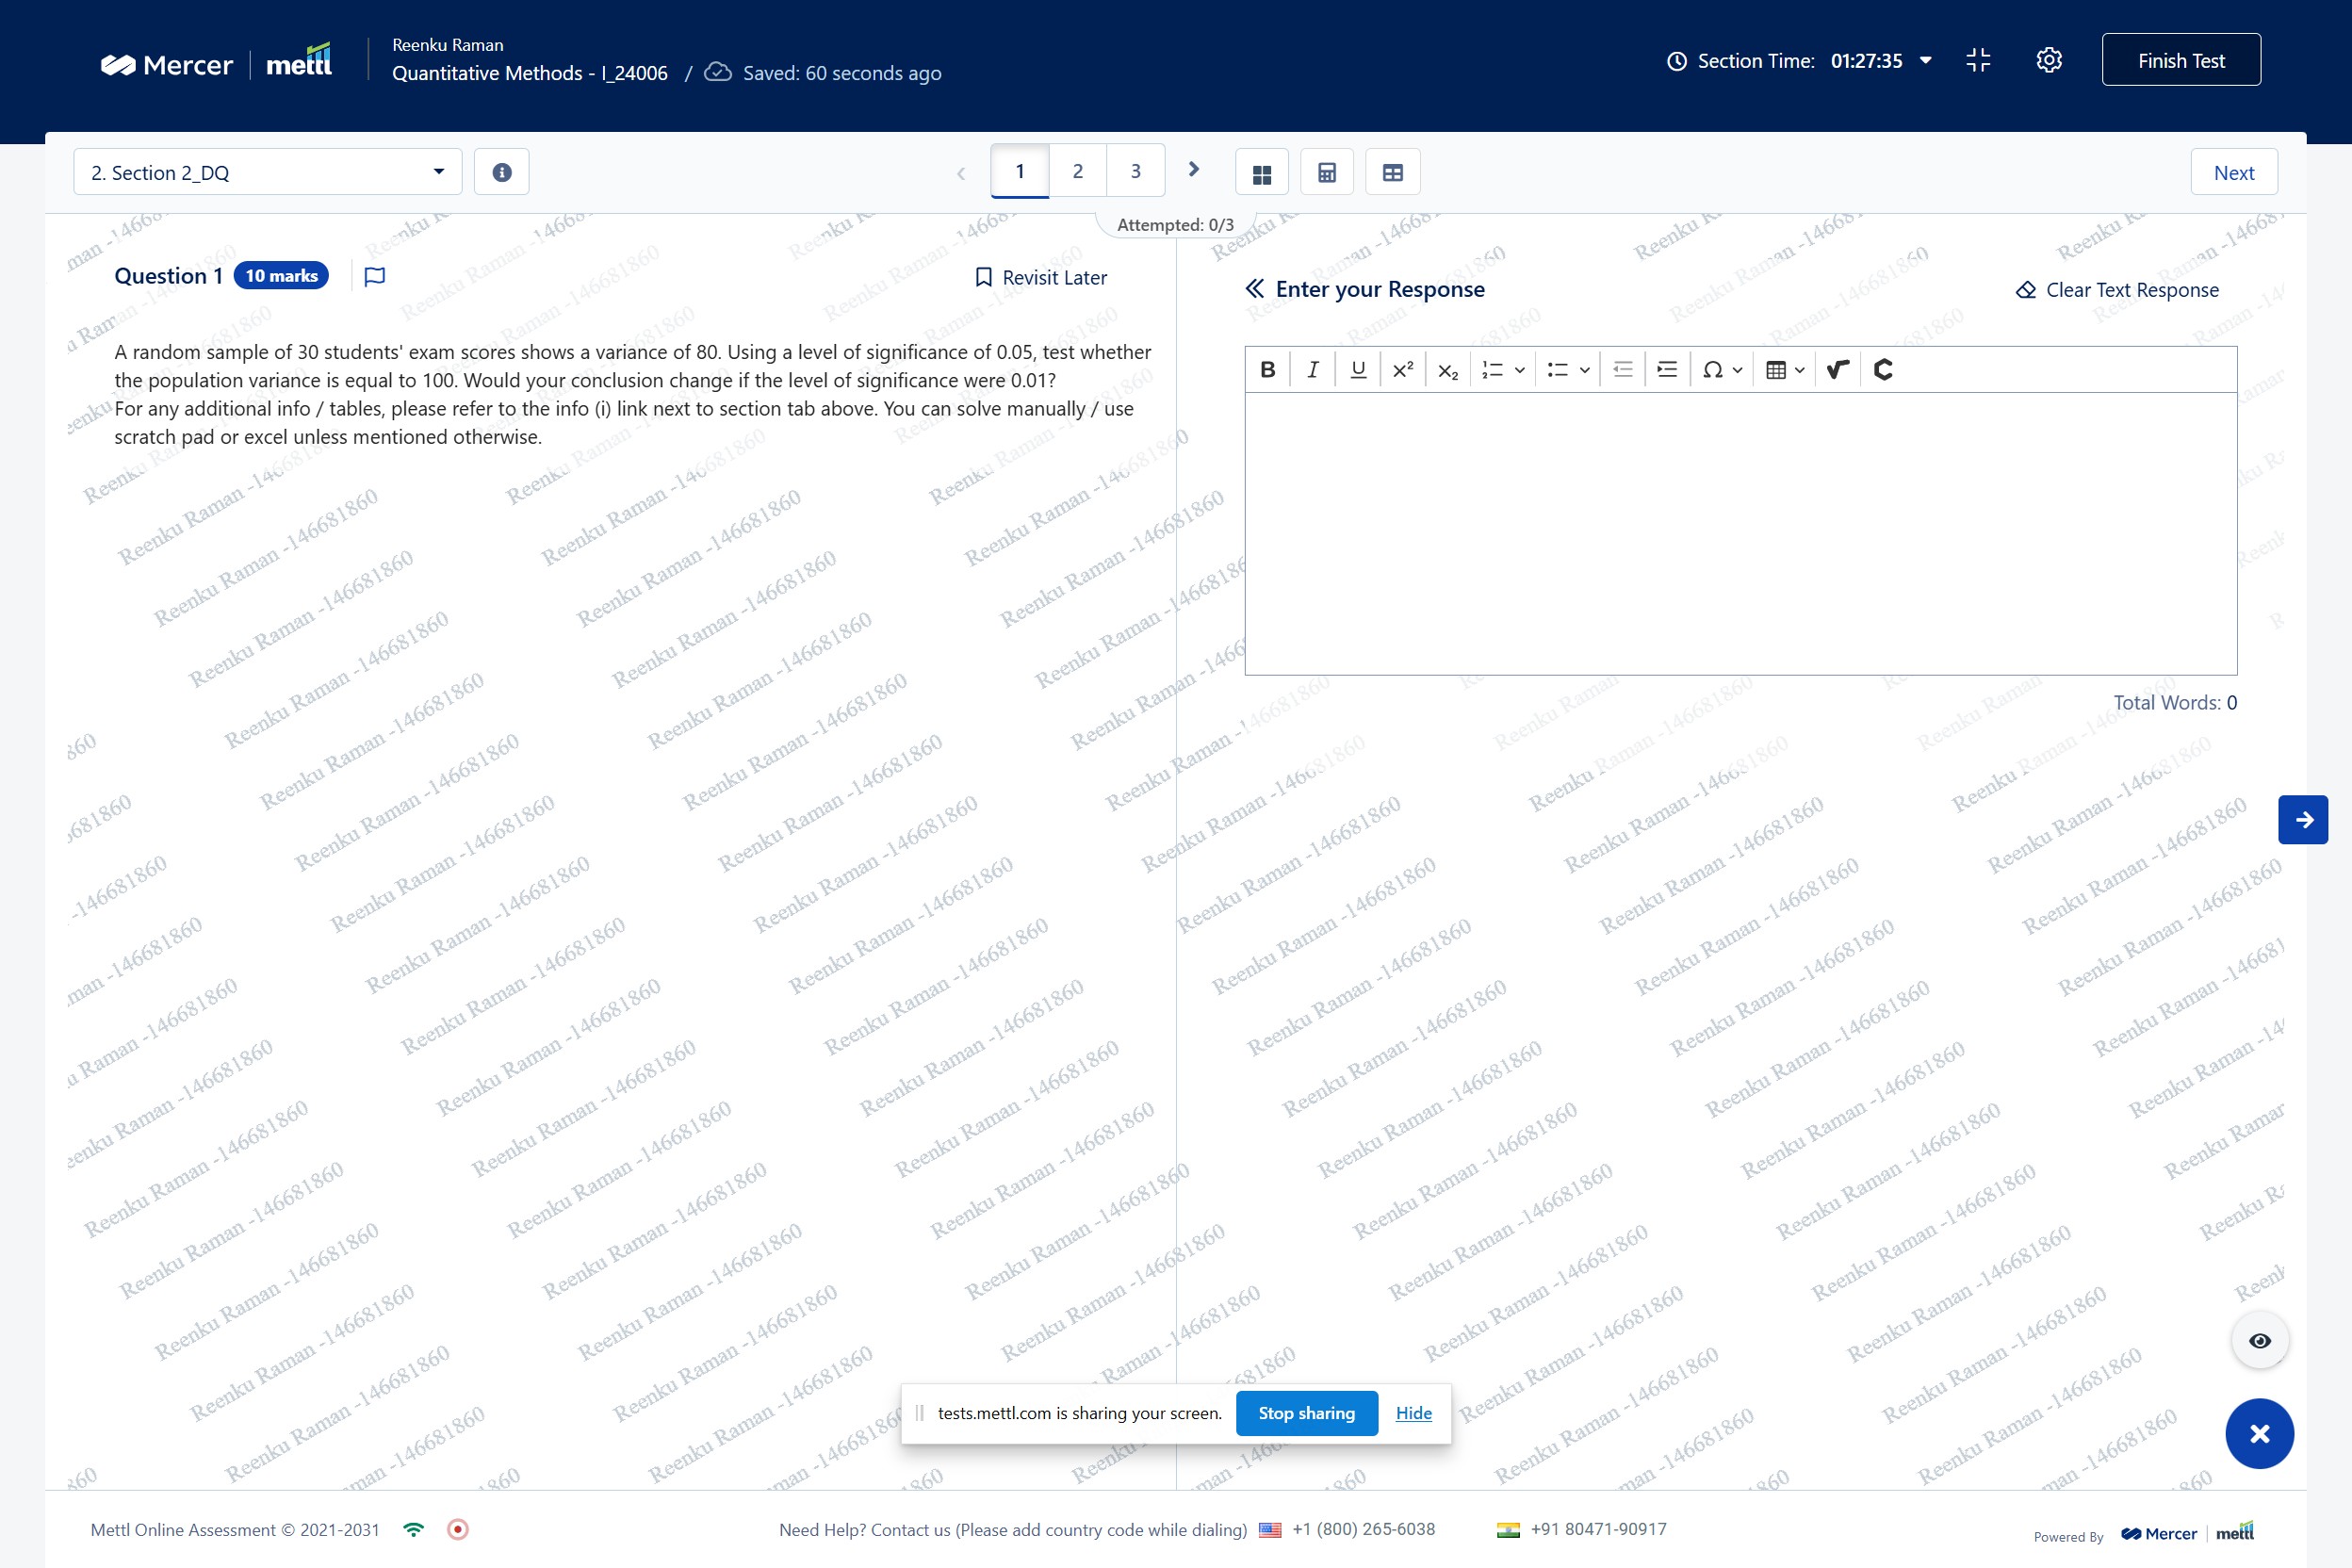 Mercer | mettl
Reenku Raman
Quantitative Methods - I_24006 / Saved: 60 seconds ago
Section Time: 01:27:35
Finish Test
2. Section 2_DQ
1 2 3
Next
Attempted: 0/3
Question 1 10 marks
Revisit Later
A random sample of 30 students' exam scores shows a variance of 80. Using a level of significance of 0.05, test whether
the population variance is equal to 100. Would your conclusion change if the level of significance were 0.01?
For any additional info / tables, please refer to the info (i) link next to section tab above. You can solve manually / use
scratch pad or excel unless mentioned otherwise.
Enter your Response
Clear Text Response
Total Words: 0
Reenku Raman -146681860
tests.mettl.com is sharing your screen. Stop sharing Hide
Mettl Online Assessment © 2021-2031
Need Help? Contact us (Please add country code while dialing) +1 (800) 265-6038 +91 80471-90917
Powered By Mercer | mettl